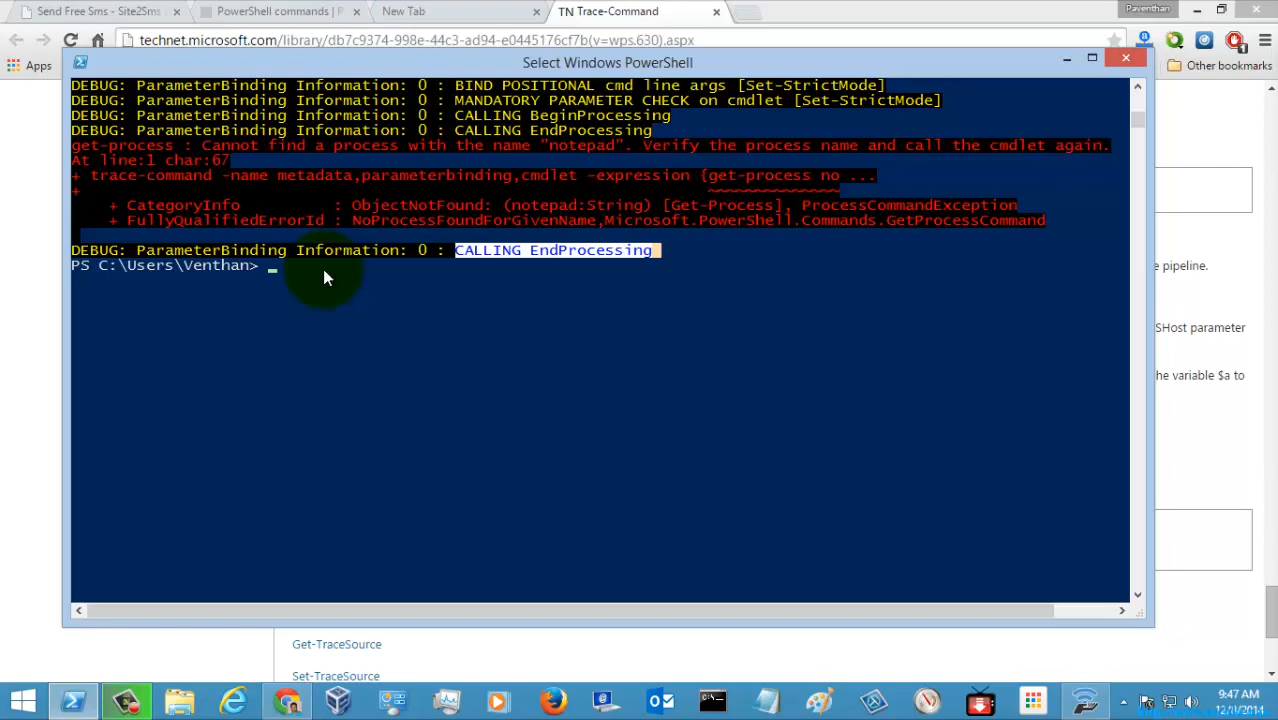 Send Free Sms - Site2Sms
PowerShell commands | P
New Tab
TN Trace-Command
Paventhan
technet.microsoft.com/library/db7c9374-998e-44c3-ad94-e0445176cf7b(v=wps.630).aspx
Apps
Other bookmarks
Select Windows PowerShell
DEBUG: ParameterBinding Information: 0 : BIND POSITIONAL cmd line args [Set-StrictMode]
DEBUG: ParameterBinding Information: 0 : MANDATORY PARAMETER CHECK on cmdlet [Set-StrictMode]
DEBUG: ParameterBinding Information: 0 : CALLING BeginProcessing
DEBUG: ParameterBinding Information: 0 : CALLING EndProcessing
get-process : Cannot find a process with the name "notepad". Verify the process name and call the cmdlet again.
At line:1 char:67
+ trace-command -name metadata,parameterbinding,cmdlet -expression {get-process no ...
+ ~~~~~~~~~~~~~~
+ CategoryInfo : ObjectNotFound: (notepad:String) [Get-Process], ProcessCommandException
+ FullyQualifiedErrorId : NoProcessFoundForGivenName,Microsoft.PowerShell.Commands.GetProcessCommand
DEBUG: ParameterBinding Information: 0 : CALLING EndProcessing
PS C:\Users\Venthan>
e pipeline.
SHost parameter
he variable $a to
Get-TraceSource
Set-TraceSource
9:47 AM